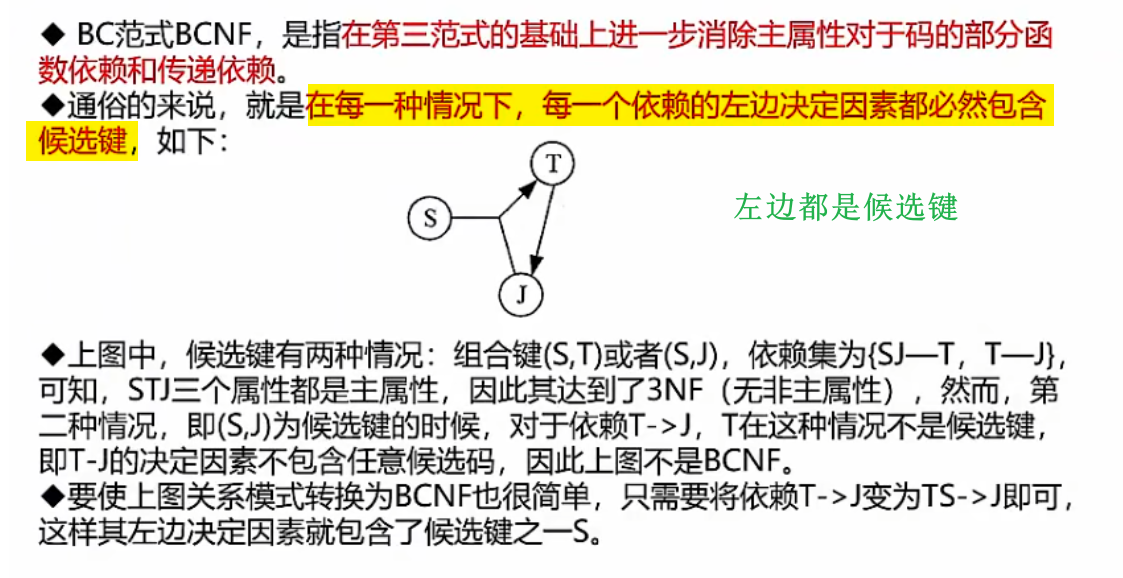 ◆ BC范式BCNF，是指在第三范式的基础上进一步消除主属性对于码的部分函
数依赖和传递依赖。
◆通俗的来说，就是在每一种情况下，每一个依赖的左边决定因素都必然包含
候选键，如下：
T
S
左边都是候选键
J
◆上图中，候选键有两种情况：组合键(S,T)或者(S,J)，依赖集为{SJ—T，T—J}，
可知，STJ三个属性都是主属性，因此其达到了3NF（无非主属性），然而，第
二种情况，即(S,J)为候选键的时候，对于依赖T->J，T在这种情况不是候选键，
即T-J的决定因素不包含任意候选码，因此上图不是BCNF。
◆要使上图关系模式转换为BCNF也很简单，只需要将依赖T->J变为TS->J即可，
这样其左边决定因素就包含了候选键之一S。